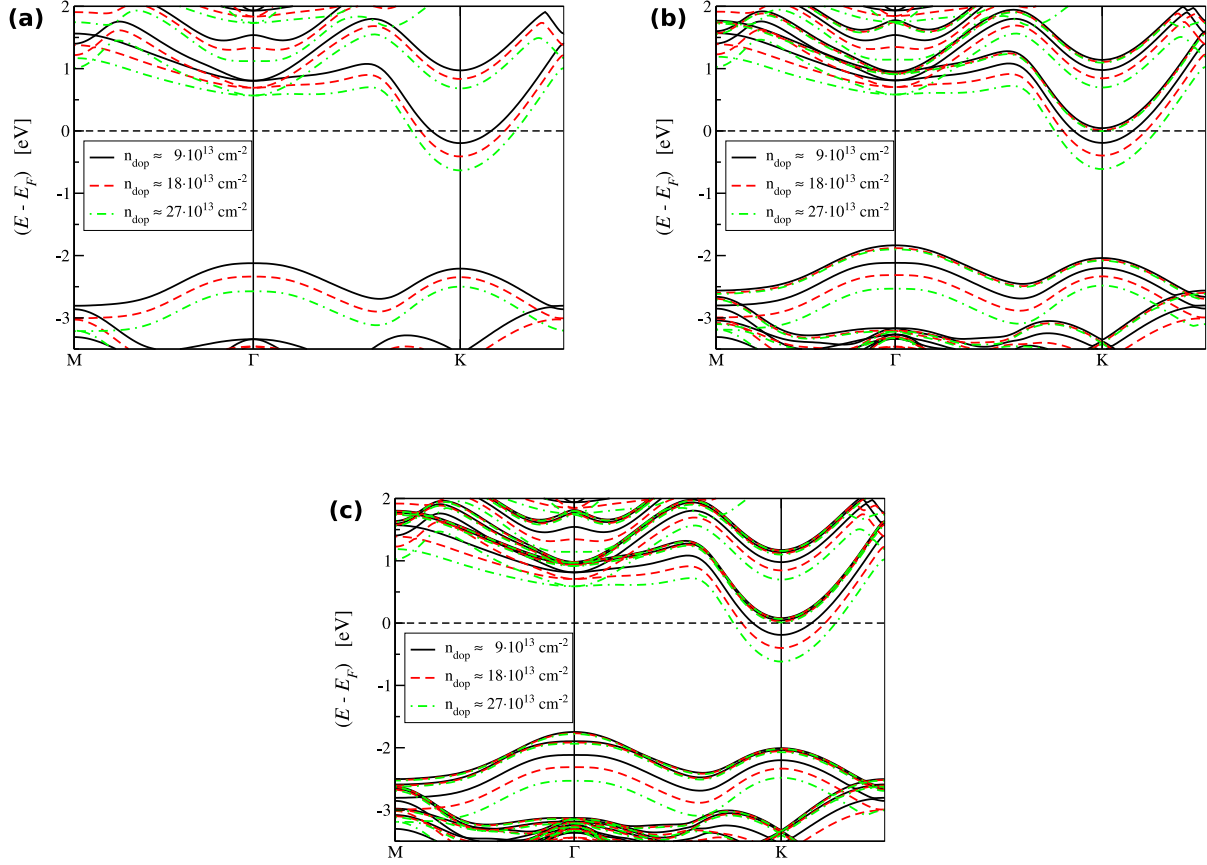 (a)
2
1
0
-1
-2
-3
(E - E_F) [eV]
n_dop ≈ 9·10^13 cm^-2
n_dop ≈ 18·10^13 cm^-2
n_dop ≈ 27·10^13 cm^-2
M Γ K
(b)
2
1
0
-1
-2
-3
(E - E_F) [eV]
n_dop ≈ 9·10^13 cm^-2
n_dop ≈ 18·10^13 cm^-2
n_dop ≈ 27·10^13 cm^-2
M Γ K
(c)
2
1
0
-1
-2
-3
(E - E_F) [eV]
n_dop ≈ 9·10^13 cm^-2
n_dop ≈ 18·10^13 cm^-2
n_dop ≈ 27·10^13 cm^-2
M Γ K